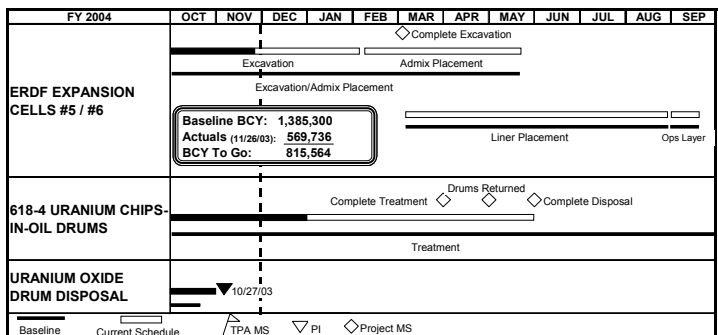 FY 2004 OCT NOV DEC JAN FEB MAR APR MAY JUN JUL AUG SEP
Complete Excavation
Excavation Admix Placement
Excavation/Admix Placement
ERDF EXPANSION
CELLS #5 / #6
Baseline BCY: 1,385,300
Actuals (11/26/03): 569,736
BCY To Go: 815,564
Liner Placement Ops Layer
Drums Returned
Complete Treatment Complete Disposal
618-4 URANIUM CHIPS-
IN-OIL DRUMS
Treatment
URANIUM OXIDE
DRUM DISPOSAL
10/27/03
Baseline Current Schedule TPA MS PI Project MS